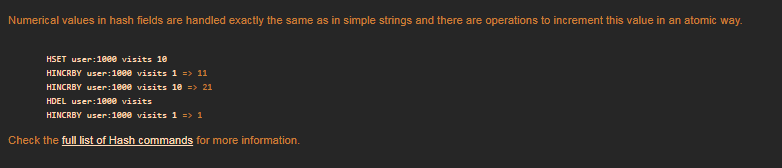 Numerical values in hash fields are handled exactly the same as in simple strings and there are operations to increment this value in an atomic way.
HSET user:1000 visits 10
HINCRBY user:1000 visits 1 => 11
HINCRBY user:1000 visits 10 => 21
HDEL user:1000 visits
HINCRBY user:1000 visits 1 => 1
Check the full list of Hash commands for more information.